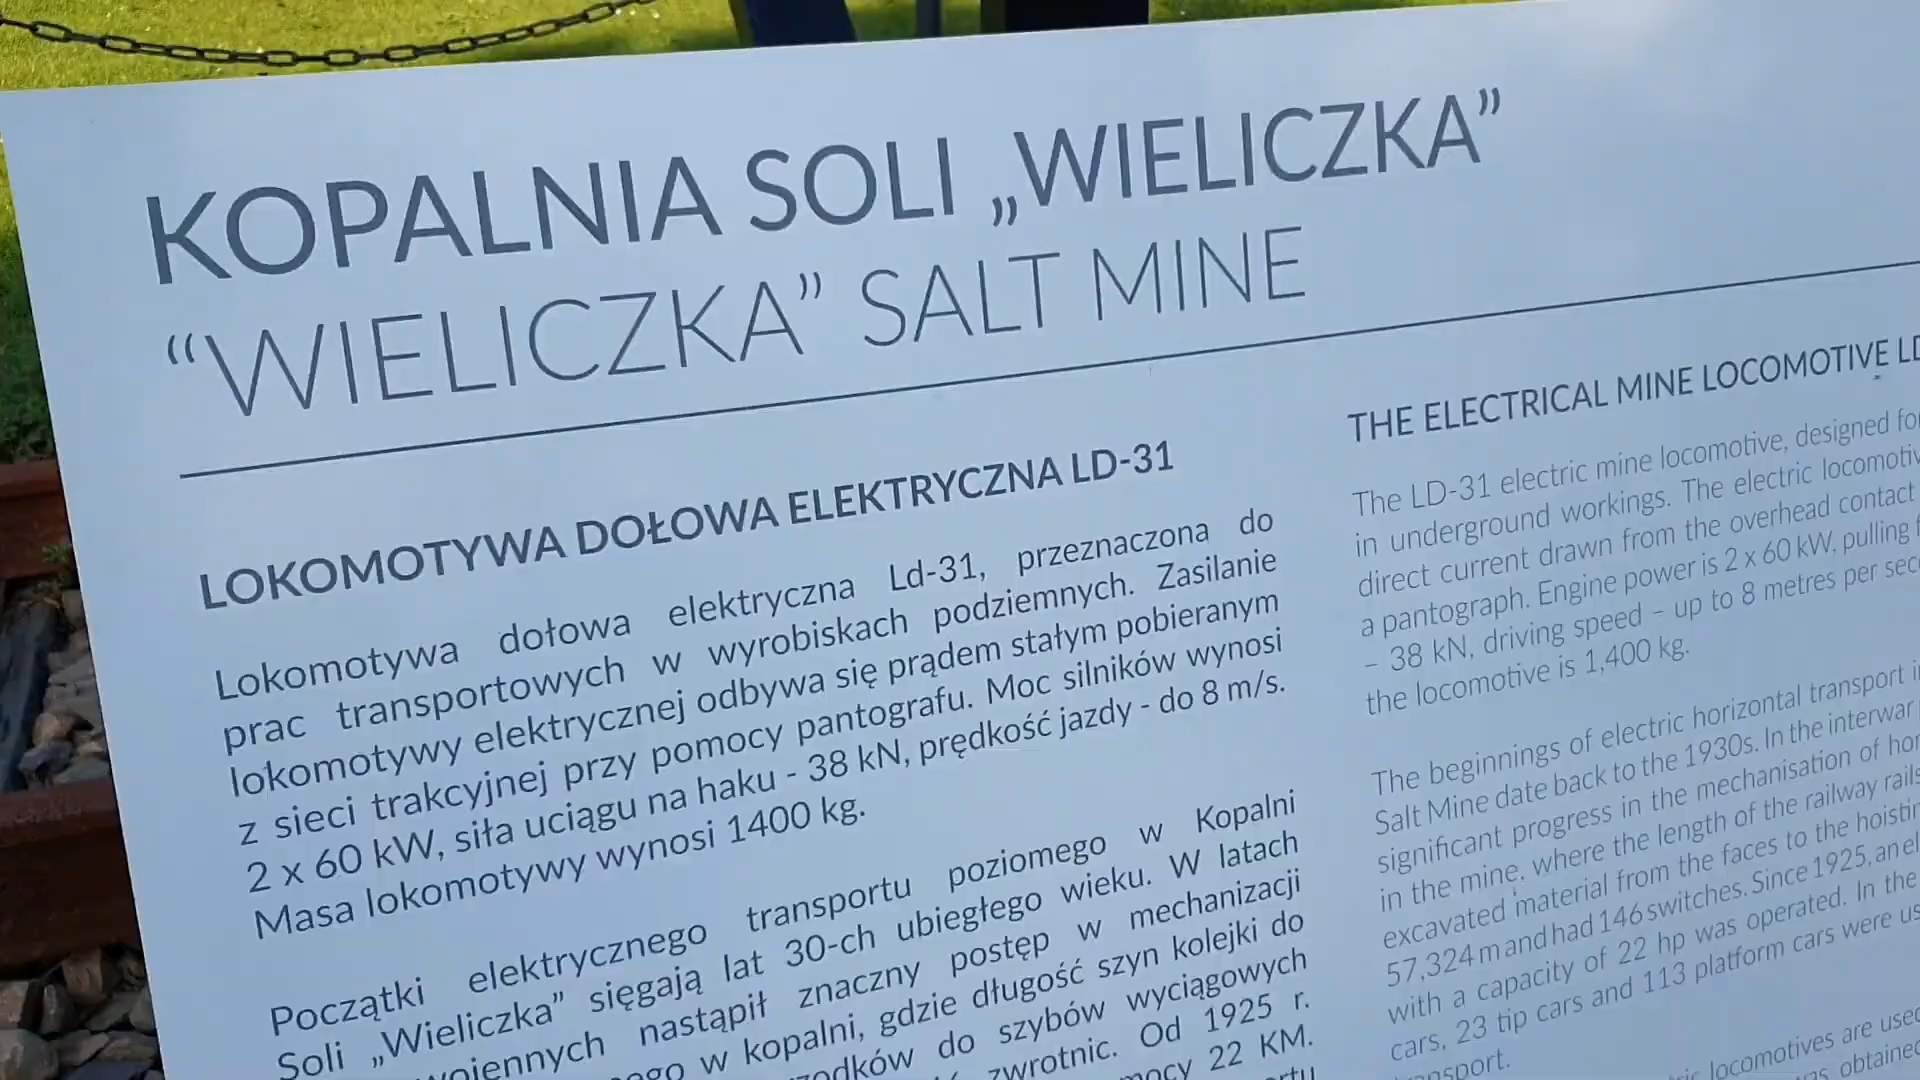 KOPALNIA SOLI „WIELICZKA”
“WIELICZKA” SALT MINE
LOKOMOTYWA DOŁOWA ELEKTRYCZNA LD-31
Lokomotywa dołowa elektryczna Ld-31, przeznaczona do
prac transportowych w wyrobiskach podziemnych. Zasilanie
lokomotywy elektrycznej odbywa się prądem stałym pobieranym
z sieci trakcyjnej przy pomocy pantografu. Moc silników wynosi
2 x 60 kW, siła uciągu na haku - 38 kN, prędkość jazdy - do 8 m/s.
Masa lokomotywy wynosi 1400 kg.
Początki elektrycznego transportu poziomego w Kopalni
Soli „Wieliczka” sięgają lat 30-ch ubiegłego wieku. W latach
nastąpił znaczny postęp w mechanizacji
w kopalni, gdzie długość szyn kolejki do
do szybów wyciągowych
zwrotnic. Od 1925 r.
22 KM.
THE ELECTRICAL MINE LOCOMOTIVE
The LD-31 electric mine locomotive, designed
in underground workings. The electric
direct current drawn from the overhead contact
a pantograph. Engine power is 2 x 60 kW, pulling
– 38 kN, driving speed – up to 8 metres per
the locomotive is 1,400 kg.
The beginnings of electric horizontal transport
Salt Mine date back to the 1930s. In the interwar
significant progress in the mechanisation of
in the mine, where the length of the railway
excavated material from the faces to the
57,324 m and had 146 switches. Since 1925, an
with a capacity of 22 hp was operated. In the
cars, 23 tip cars and 113 platform cars were
locomotives are